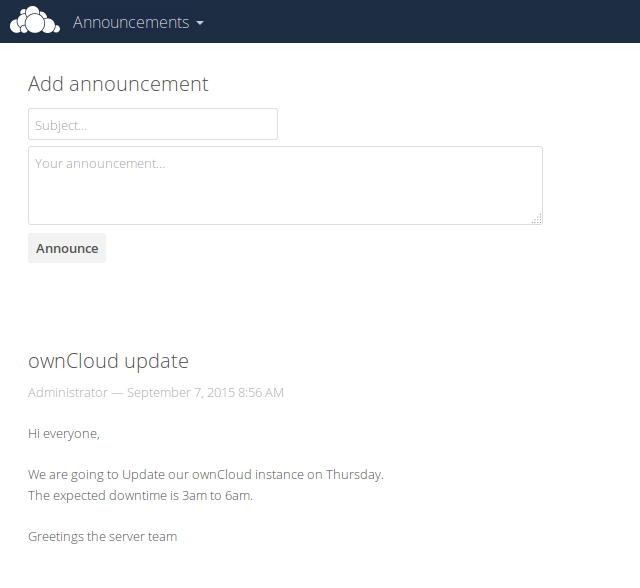 Announcements
Add announcement
Subject...
Your announcement...
Announce
ownCloud update
Administrator — September 7, 2015 8:56 AM
Hi everyone,
We are going to Update our ownCloud instance on Thursday.
The expected downtime is 3am to 6am.
Greetings the server team